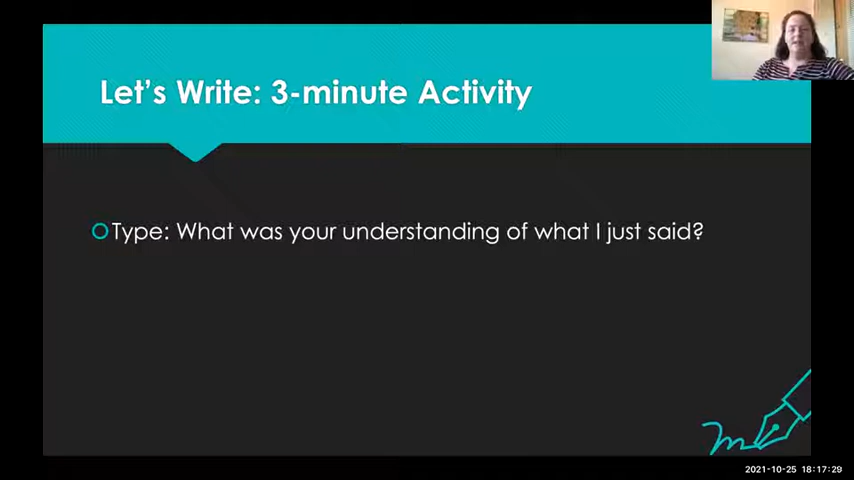 Let's Write: 3-minute Activity
Type: What was your understanding of what I just said?
2021-10-25 18:17:29